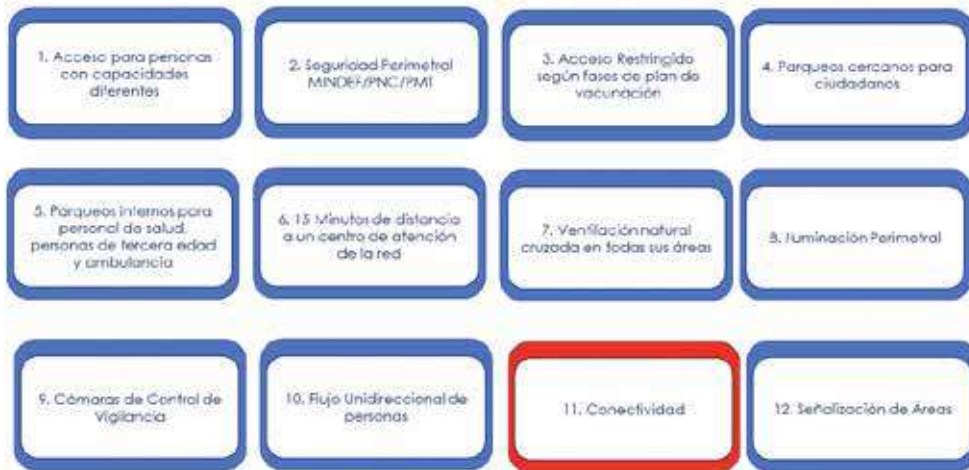 1. Acceso para personas
con capacidades
diferentes
2. Seguridad Perimetral
MINDEF/PNC/PMT
3. Acceso Restringido
según fases de plan de
vacunación
4. Parqueos cercanos para
ciudadanos
5. Parqueos internos para
personal de salud,
personas de tercera edad
y ambulancia
6. 15 Minutos de distancia
a un centro de atención
de la red
7. Ventilación natural
cruzada en todas sus áreas
8. Iluminación Perimetral
9. Cámaras de Control de
Vigilancia
10. Flujo Unidireccional de
personas
11. Conectividad
12. Señalización de Áreas